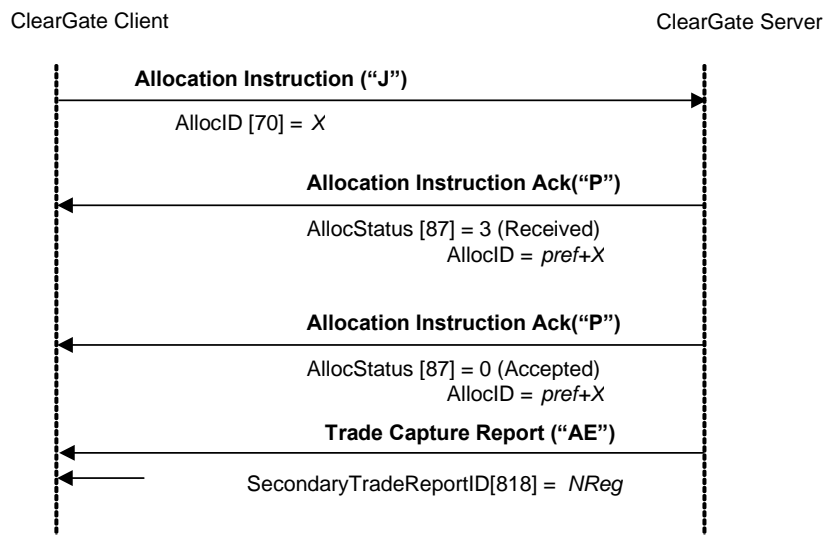 ClearGate Client
ClearGate Server
Allocation Instruction (“J”)
AllocID [70] = X
Allocation Instruction Ack(“P”)
AllocStatus [87] = 3 (Received)
AllocID = pref+X
Allocation Instruction Ack(“P”)
AllocStatus [87] = 0 (Accepted)
AllocID = pref+X
Trade Capture Report (“AE”)
SecondaryTradeReportID[818] = NReg